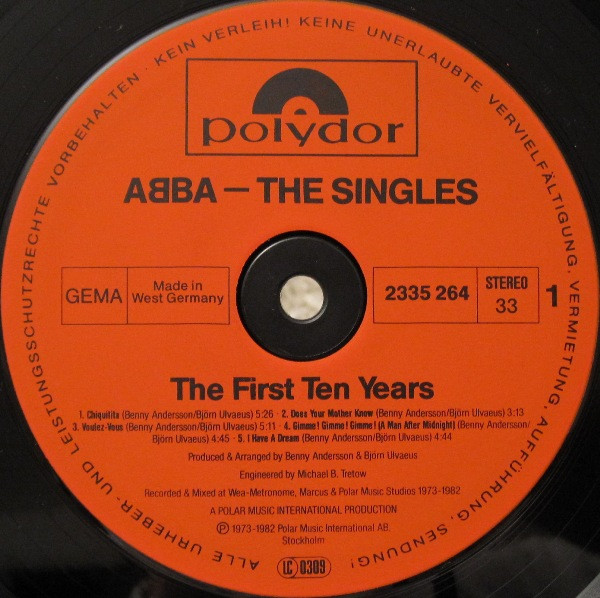 ALLE URHEBER- UND LEISTUNGSSCHUTZRECHTE VORBEHALTEN · KEIN VERLEIH! KEINE UNERLAUBTE VERVIELFÄLTIGUNG, VERMIETUNG, AUFFÜHRUNG, SENDUNG!
polydor
ABBA – THE SINGLES
GEMA
Made in
West Germany
2335 264
STEREO
33
1
The First Ten Years
1. Chiquitita (Benny Andersson/Björn Ulvaeus) 5:26 · 2. Does Your Mother Know (Benny Andersson/Björn Ulvaeus) 3:13
3. Voulez-Vous (Benny Andersson/Björn Ulvaeus) 5:11 · 4. Gimme! Gimme! Gimme! (A Man After Midnight) (Benny Andersson/
Björn Ulvaeus) 4:45 · 5. I Have A Dream (Benny Andersson/Björn Ulvaeus) 4:44
Produced & Arranged by Benny Andersson & Björn Ulvaeus
Engineered by Michael B. Tretow
Recorded & Mixed at Wea-Metronome, Marcus & Polar Music Studios 1973-1982
A POLAR MUSIC INTERNATIONAL PRODUCTION
Ⓟ 1973-1982 Polar Music International AB.
Stockholm
LC 0309